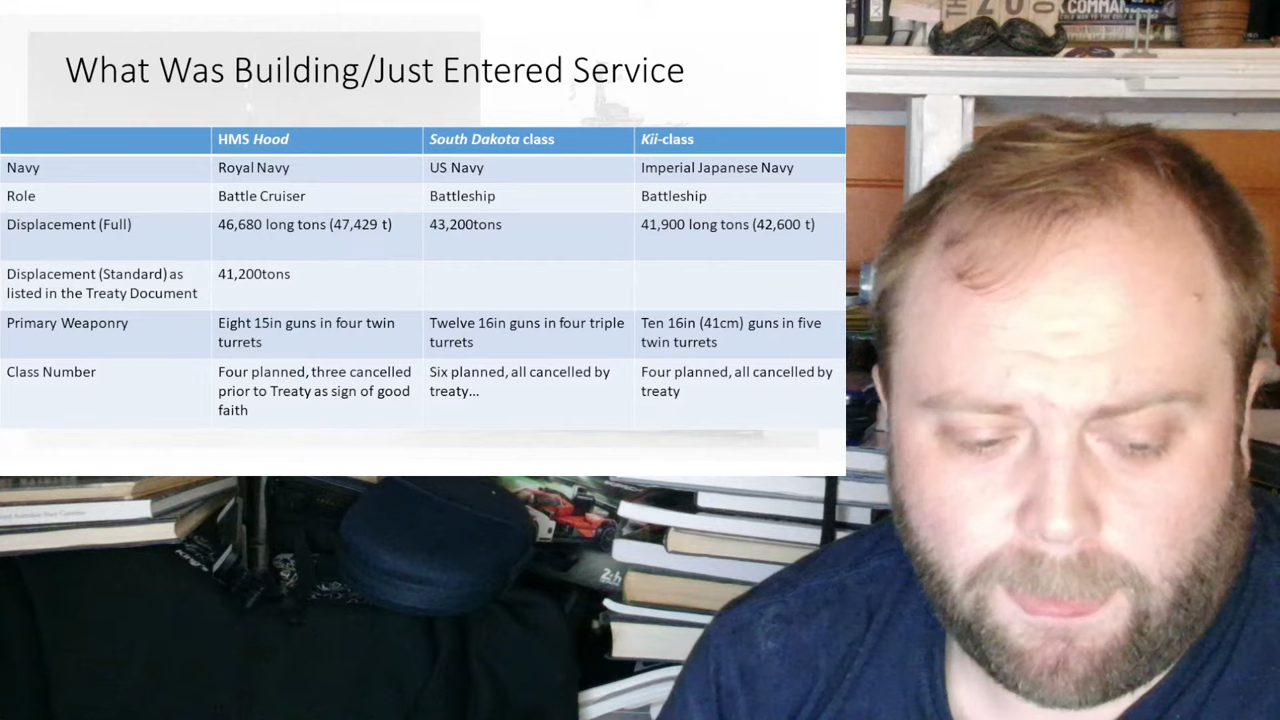 What Was Building/Just Entered Service
HMS Hood
South Dakota class
Kii-class
Navy
Royal Navy
US Navy
Imperial Japanese Navy
Role
Battle Cruiser
Battleship
Battleship
Displacement (Full)
46,680 long tons (47,429 t)
43,200tons
41,900 long tons (42,600 t)
Displacement (Standard) as
listed in the Treaty Document
41,200tons
Primary Weaponry
Eight 15in guns in four twin
turrets
Twelve 16in guns in four triple
turrets
Ten 16in (41cm) guns in five
twin turrets
Class Number
Four planned, three cancelled
prior to Treaty as sign of good
faith
Six planned, all cancelled by
treaty...
Four planned, all cancelled by
treaty
COMMAND